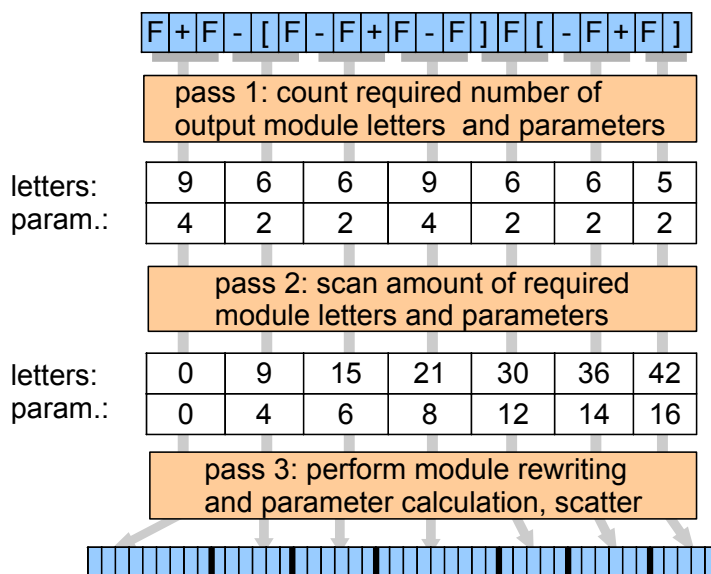 F + F - [ F - F + F - F ] F [ - F + F ]
pass 1: count required number of
output module letters and parameters
letters: 9 6 6 9 6 6 5
param.: 4 2 2 4 2 2 2
pass 2: scan amount of required
module letters and parameters
letters: 0 9 15 21 30 36 42
param.: 0 4 6 8 12 14 16
pass 3: perform module rewriting
and parameter calculation, scatter